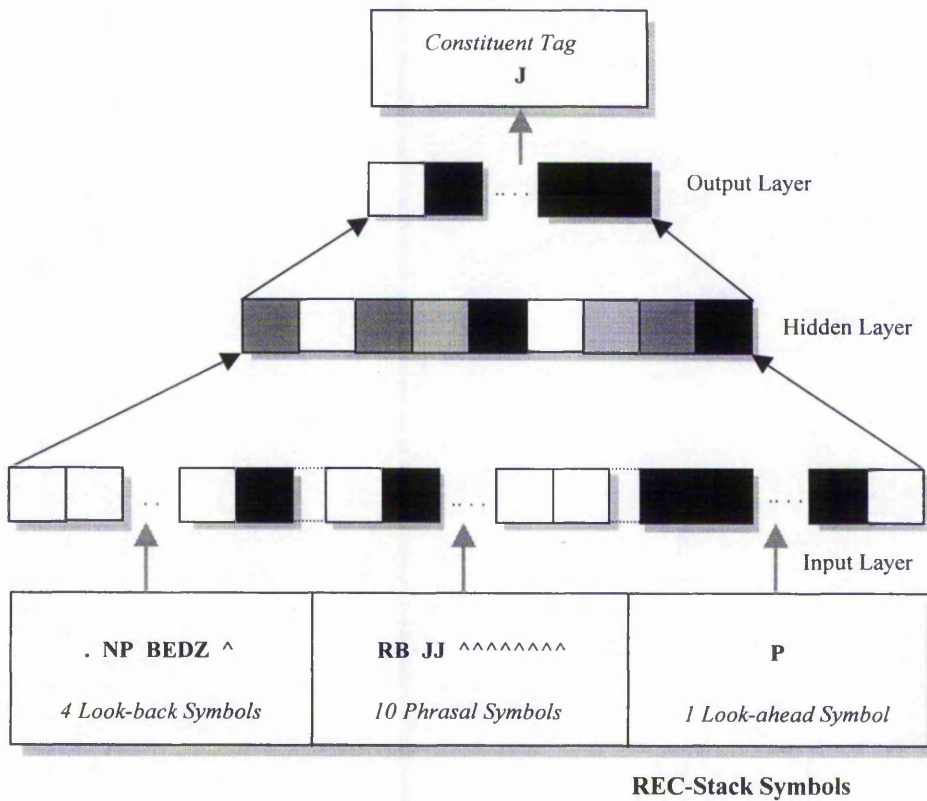 Constituent Tag
J
.. . .
Output Layer
Hidden Layer
. .
.. . .
.. . .
Input Layer
. NP BEDZ ^
RB JJ ^^^^^^^^
P
4 Look-back Symbols
10 Phrasal Symbols
1 Look-ahead Symbol
REC-Stack Symbols